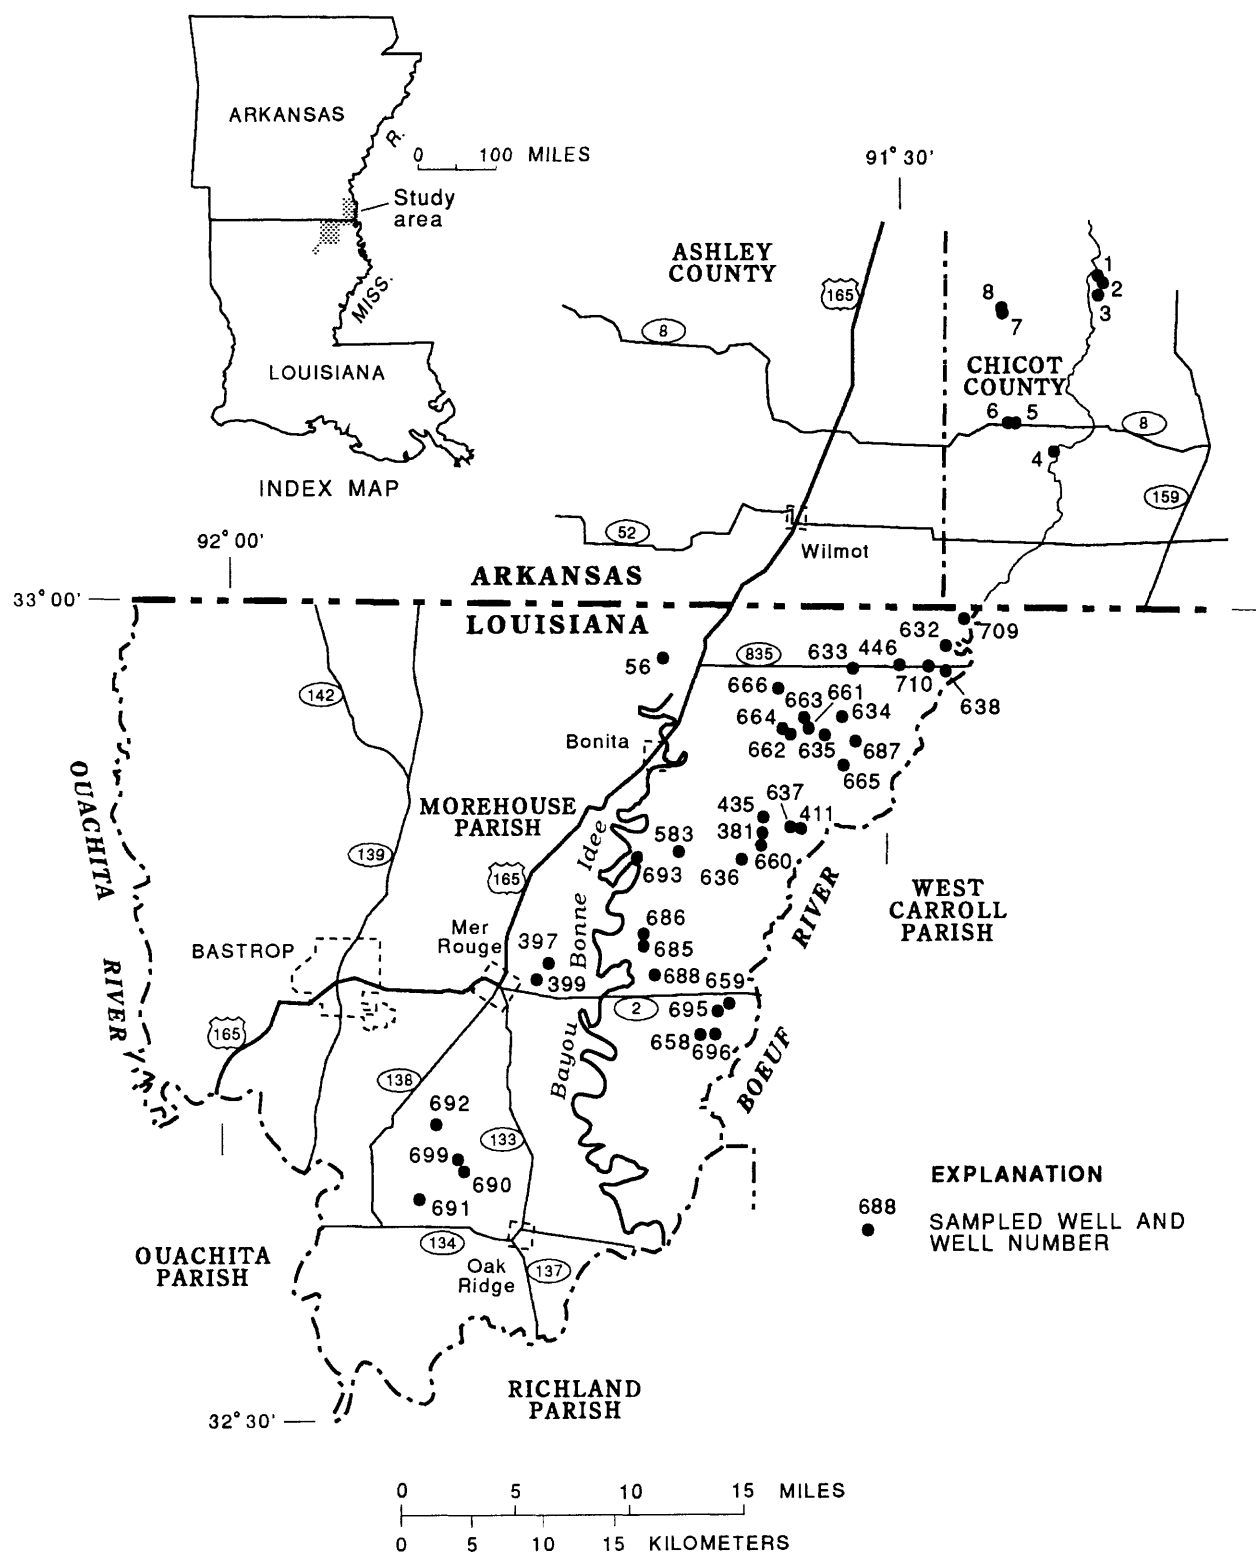 ARKANSAS
R.
0 100 MILES
Study
area
MISS.
LOUISIANA
INDEX MAP
91° 30'
ASHLEY
COUNTY
165
8
1
2
3
8
7
CHICOT
COUNTY
6 5
8
4
159
52
Wilmot
92° 00'
33° 00'
ARKANSAS
LOUISIANA
709
632
835
633
446
710
638
56
142
666
663
661
634
664
662
635
687
665
Bonita
OUACHITA
RIVER
MOREHOUSE
PARISH
139
165
Bayou Bonne Idee
435
637
411
381
583
693
636
660
RIVER
WEST
CARROLL
PARISH
BASTROP
Mer
Rouge
397
399
686
685
688
659
2
695
658
696
BOEUF
165
138
692
133
699
690
691
134
Oak
Ridge
137
OUACHITA
PARISH
EXPLANATION
688
SAMPLED WELL AND
WELL NUMBER
RICHLAND
PARISH
32° 30'
0 5 10 15 MILES
0 5 10 15 KILOMETERS